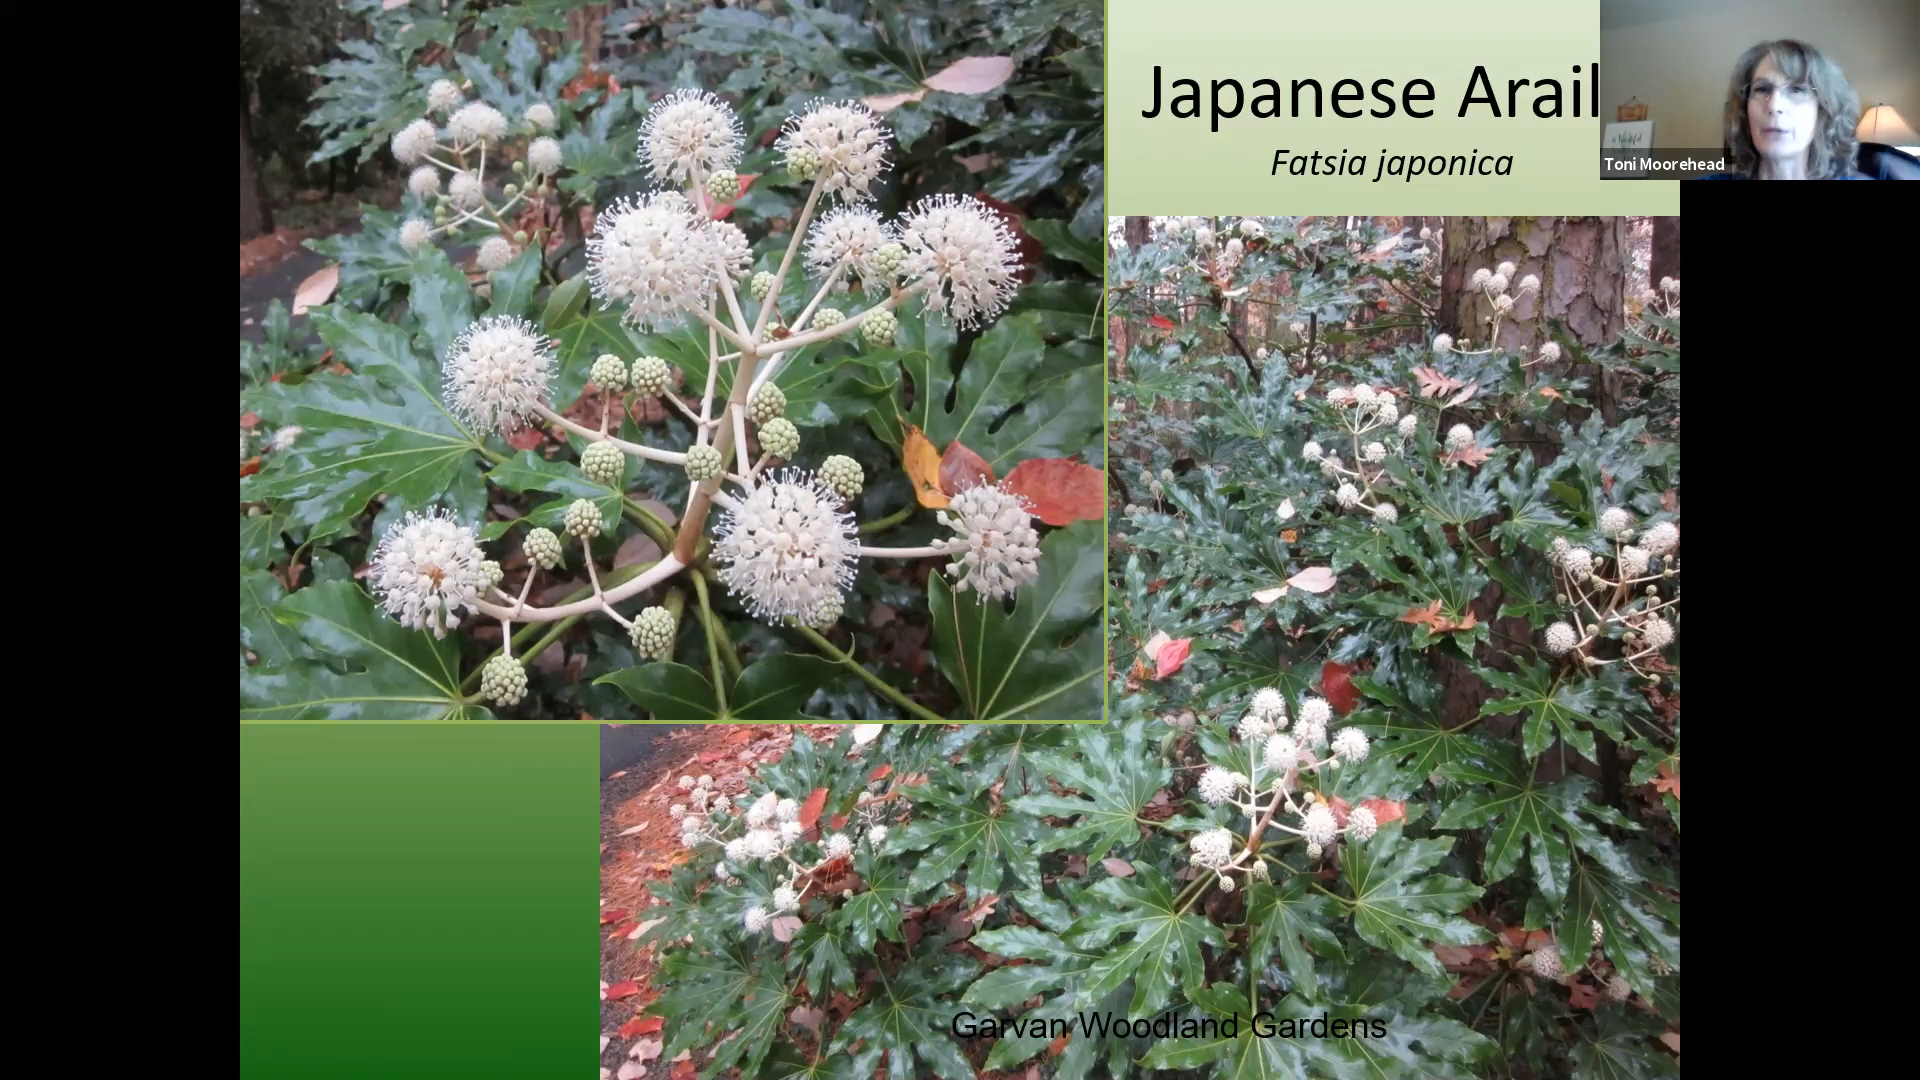 Japanese Arail
Fatsia japonica
Toni Moorehead
Garvan Woodland Gardens